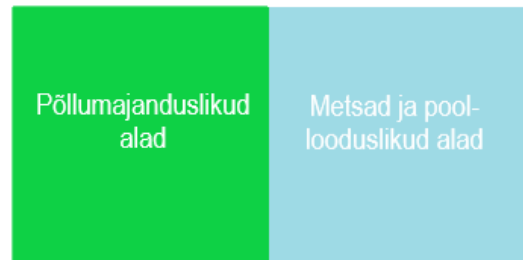 Põllumajanduslikud
alad
Metsad ja pool-
looduslikud alad